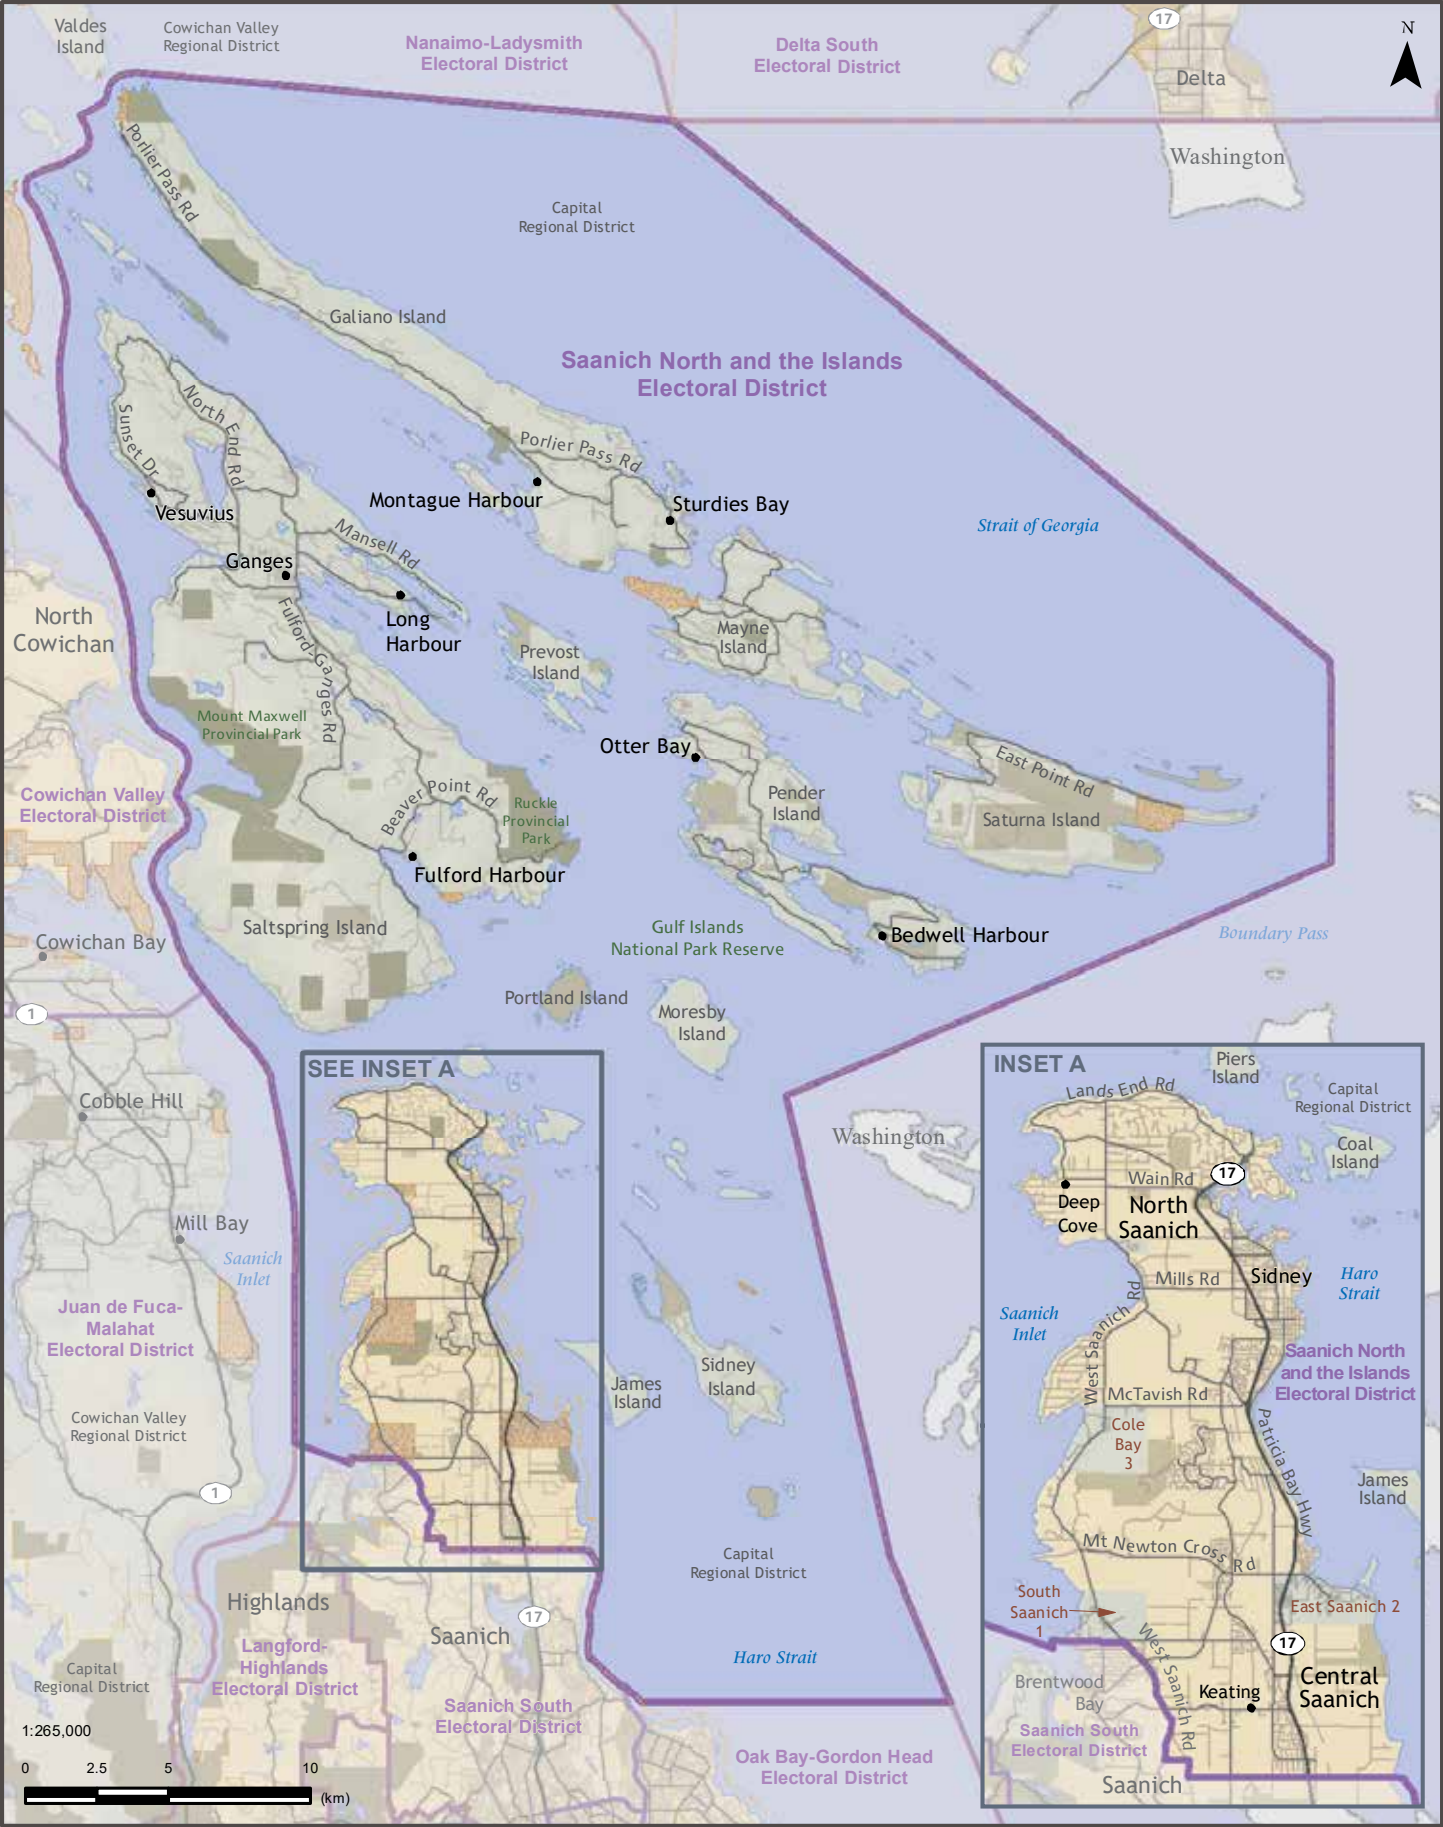 Valdes
Island
Cowichan Valley
Regional District
Nanaimo-Ladysmith
Electoral District
Delta South
Electoral District
17
Delta
N
Washington
Porlier Pass Rd
Capital
Regional District
Galiano Island
Saanich North and the Islands
Electoral District
North End Rd
Sunset Dr
Porlier Pass Rd
Montague Harbour
Sturdies Bay
Vesuvius
Strait of Georgia
Mansell Rd
Ganges
Long
Harbour
Fulford-Ganges Rd
North
Cowichan
Mayne
Island
Prevost
Island
Mount Maxwell
Provincial Park
Otter Bay
East Point Rd
Cowichan Valley
Electoral District
Beaver Point Rd
Ruckle
Provincial
Park
Pender
Island
Saturna Island
Fulford Harbour
Saltspring Island
Gulf Islands
National Park Reserve
Bedwell Harbour
Boundary Pass
Cowichan Bay
Portland Island
Moresby
Island
1
SEE INSET A
Cobble Hill
Washington
Mill Bay
Saanich
Inlet
Juan de Fuca-
Malahat
Electoral District
Sidney
Island
James
Island
Cowichan Valley
Regional District
1
Capital
Regional District
Highlands
17
Saanich
Langford-
Highlands
Electoral District
Capital
Regional District
Haro Strait
Saanich South
Electoral District
Oak Bay-Gordon Head
Electoral District
1:265,000
0 2.5 5 10
(km)
INSET A
Piers
Island
Lands End Rd
Capital
Regional District
Coal
Island
Wain Rd
17
Deep
Cove
North
Saanich
Mills Rd
Sidney
Haro
Strait
Saanich
Inlet
West Saanich Rd
Saanich North
and the Islands
Electoral District
McTavish Rd
Cole
Bay
3
Patricia Bay Hwy
James
Island
Mt Newton Cross Rd
South
Saanich
1
East Saanich 2
17
West Saanich Rd
Brentwood
Bay
Keating
Central
Saanich
Saanich South
Electoral District
Saanich